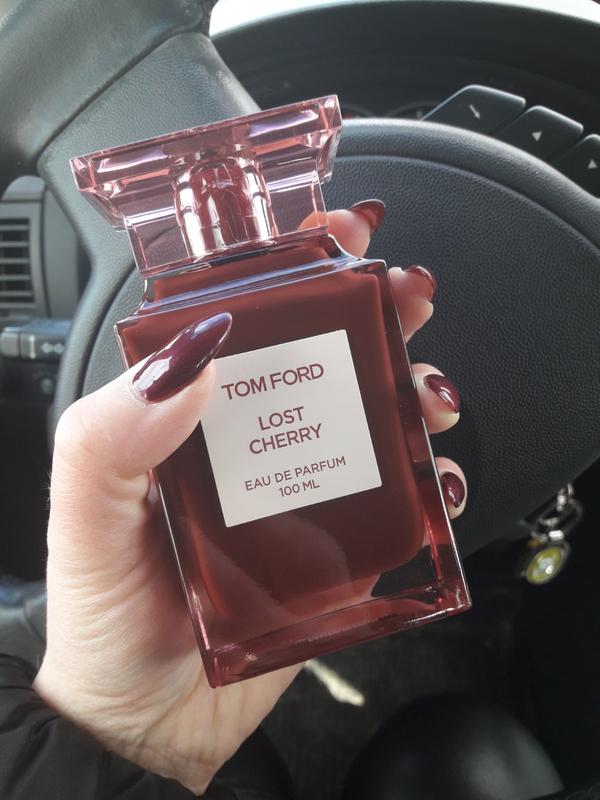 TOM FORD
LOST
CHERRY
EAU DE PARFUM
100 ML